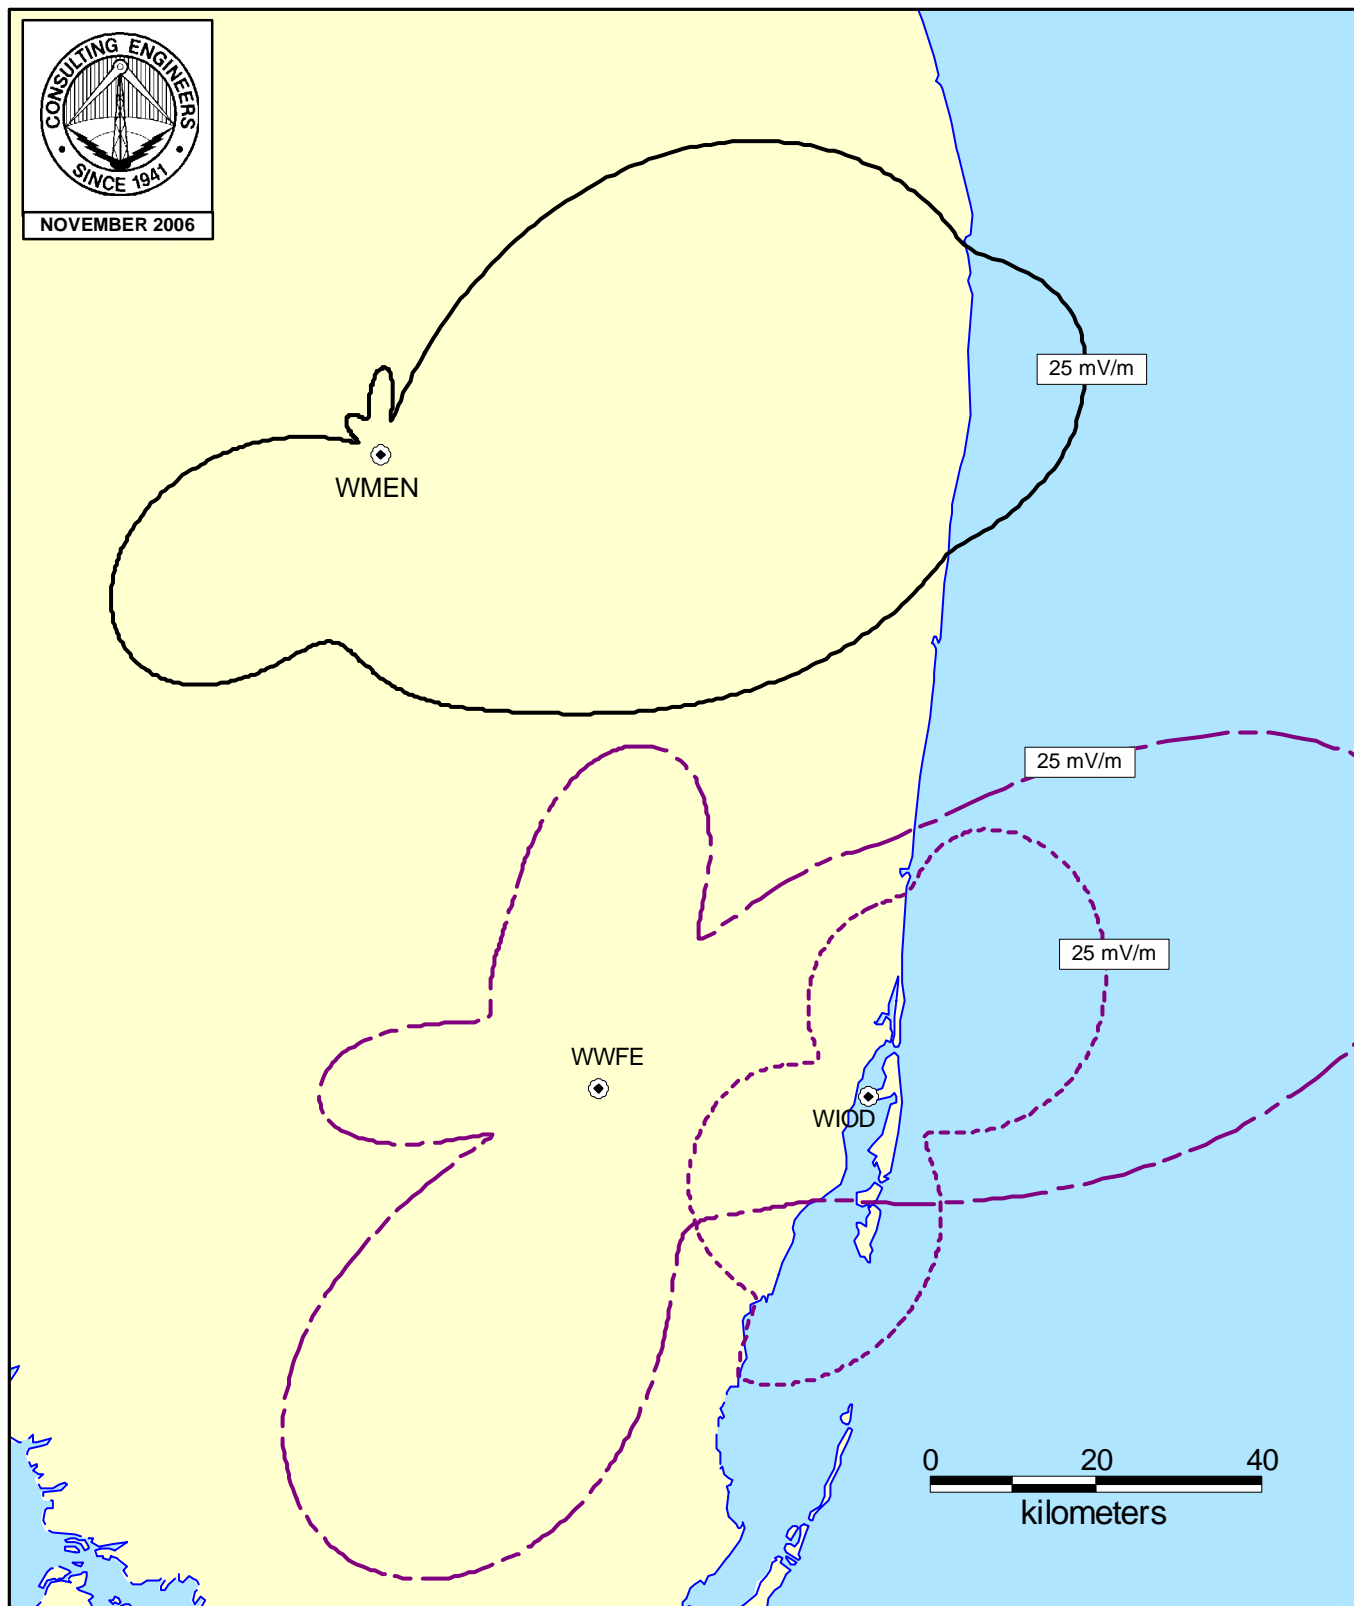 CONSULTING ENGINEERS
• SINCE 1941 •
NOVEMBER 2006
25 mV/m
WMEN
25 mV/m
25 mV/m
WWFE
WIOD
0 20 40
kilometers